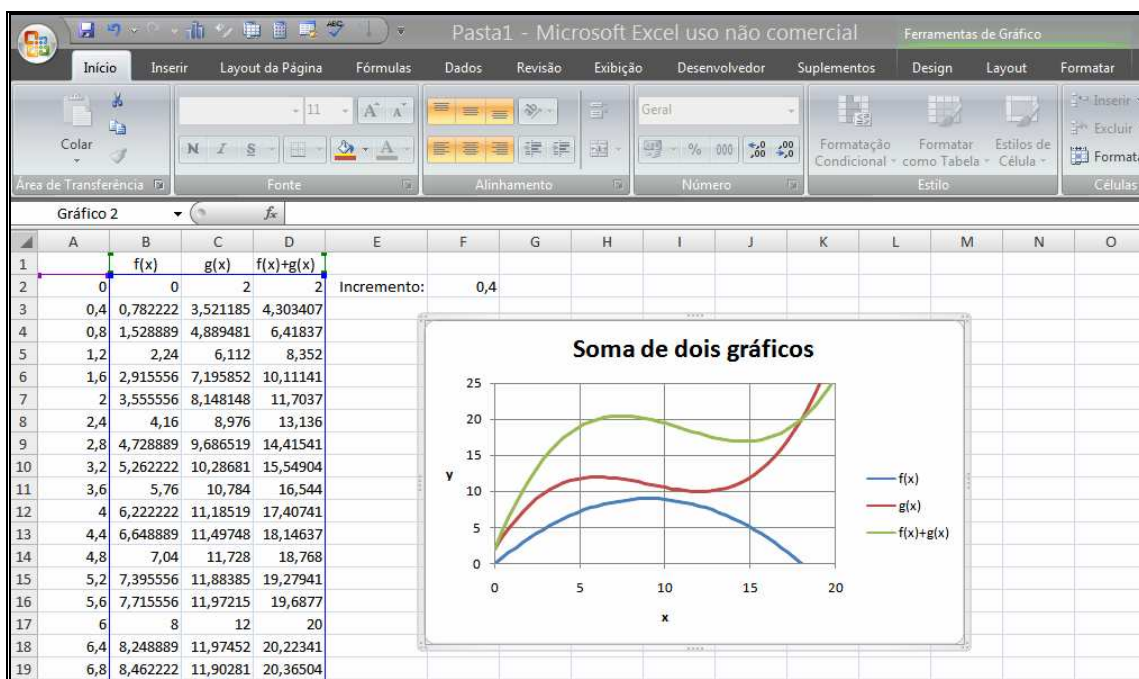 ABC
Pasta1 - Microsoft Excel uso não comercial
Ferramentas de Gráfico
Início Inserir Layout da Página Fórmulas Dados Revisão Exibição Desenvolvedor Suplementos Design Layout Formatar
Colar
11 A A
N I S
A
Geral
% 000 ,0 ,00 ,00 ,0
Formatação Condicional
Formatar como Tabela
Estilos de Célula
Inserir
Excluir
Format
Área de Transferência Fonte Alinhamento Número Estilo Células
Gráfico 2 fx
A B C D E F G H I J K L M N O
1 f(x) g(x) f(x)+g(x)
2 0 0 2 2 Incremento: 0,4
3 0,4 0,782222 3,521185 4,303407
4 0,8 1,528889 4,889481 6,41837
5 1,2 2,24 6,112 8,352
6 1,6 2,915556 7,195852 10,11141
7 2 3,555556 8,148148 11,7037
8 2,4 4,16 8,976 13,136
9 2,8 4,728889 9,686519 14,41541
10 3,2 5,262222 10,28681 15,54904
11 3,6 5,76 10,784 16,544
12 4 6,222222 11,18519 17,40741
13 4,4 6,648889 11,49748 18,14637
14 4,8 7,04 11,728 18,768
15 5,2 7,395556 11,88385 19,27941
16 5,6 7,715556 11,97215 19,6877
17 6 8 12 20
18 6,4 8,248889 11,97452 20,22341
19 6,8 8,462222 11,90281 20,36504
Soma de dois gráficos
25
20
15
y
10
5
0
0 5 10 15 20
x
f(x)
g(x)
f(x)+g(x)